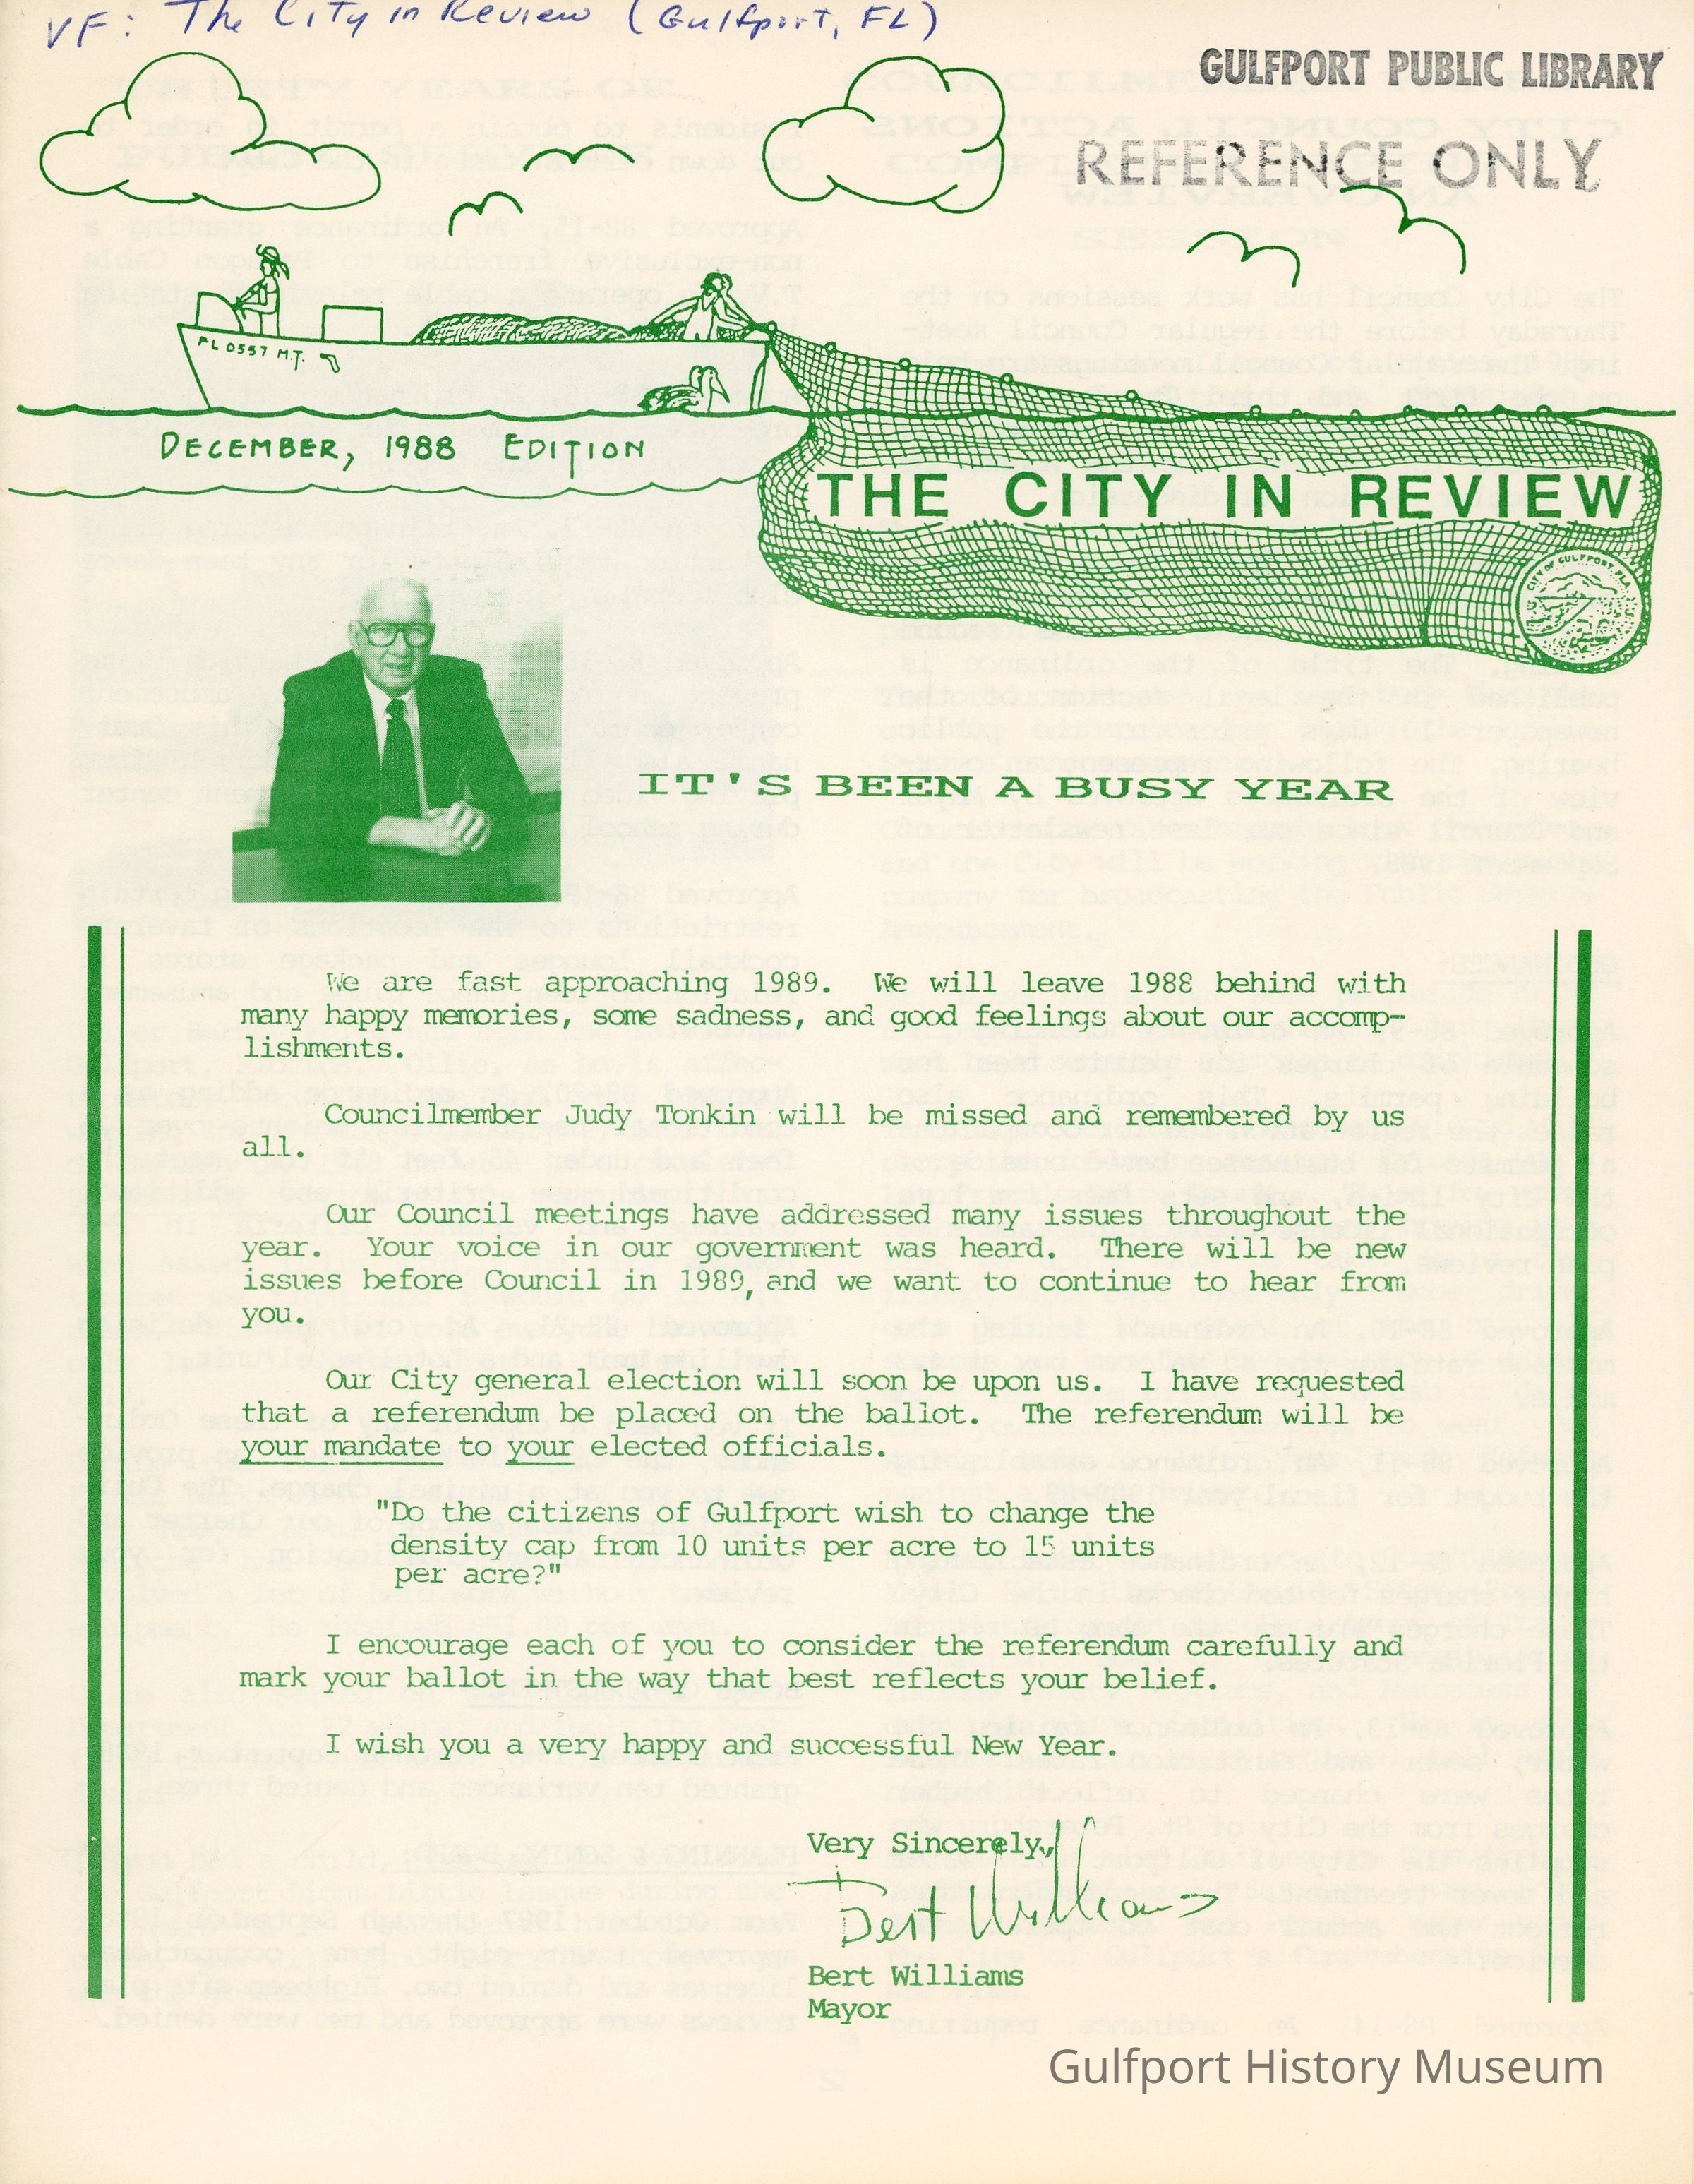 VF: The City in Review (Gulfport, FL)
GULFPORT PUBLIC LIBRARY
REFERENCE ONLY
FL 0557 M.T.
DECEMBER, 1988 EDITION
THE CITY IN REVIEW
CITY OF GULFPORT FLA.
IT'S BEEN A BUSY YEAR
We are fast approaching 1989. We will leave 1988 behind with
many happy memories, some sadness, and good feelings about our accomp-
lishments.
Councilmember Judy Tonkin will be missed and remembered by us
all.
Our Council meetings have addressed many issues throughout the
year. Your voice in our government was heard. There will be new
issues before Council in 1989, and we want to continue to hear from
you.
Our City general election will soon be upon us. I have requested
that a referendum be placed on the ballot. The referendum will be
your mandate to your elected officials.
"Do the citizens of Gulfport wish to change the
density cap from 10 units per acre to 15 units
per acre?"
I encourage each of you to consider the referendum carefully and
mark your ballot in the way that best reflects your belief.
I wish you a very happy and successful New Year.
Very Sincerely,
Bert Williams
Bert Williams
Mayor
Gulfport History Museum